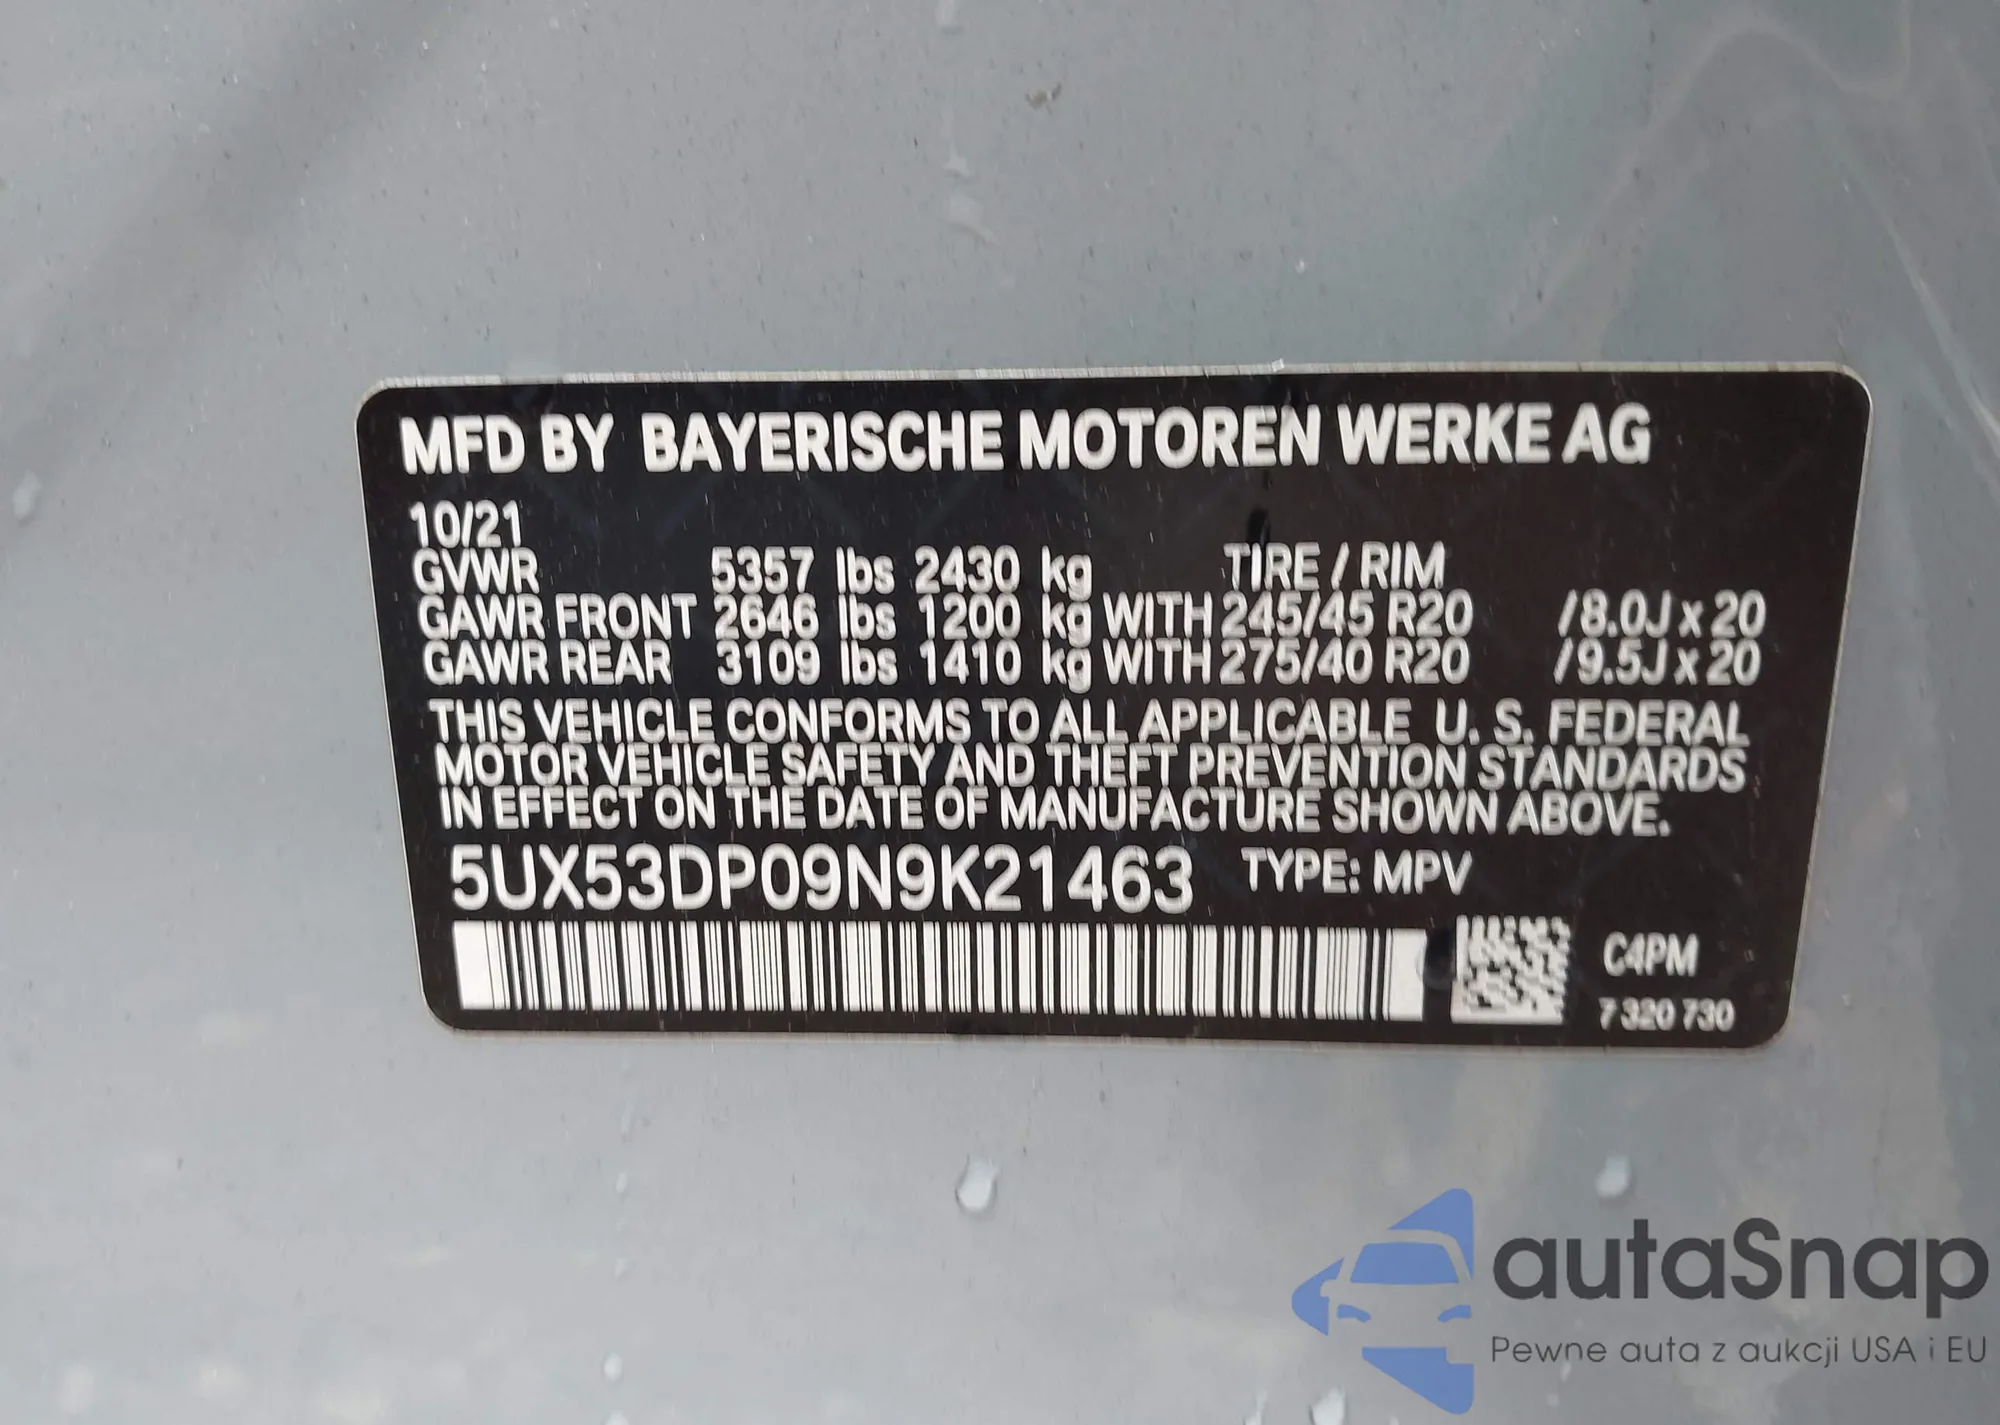 MFD BY BAYERISCHE MOTOREN WERKE AG
10/21
GVWR 5357 lbs 2430 kg TIRE / RIM
GAWR FRONT 2646 lbs 1200 kg WITH 245/45 R20 /8.0J x 20
GAWR REAR 3109 lbs 1410 kg WITH 275/40 R20 /9.5J x 20
THIS VEHICLE CONFORMS TO ALL APPLICABLE U. S. FEDERAL
MOTOR VEHICLE SAFETY AND THEFT PREVENTION STANDARDS
IN EFFECT ON THE DATE OF MANUFACTURE SHOWN ABOVE.
5UX53DP09N9K21463 TYPE: MPV
C4PM
7 320 730
autaSnap
Pewne auta z aukcji USA i EU